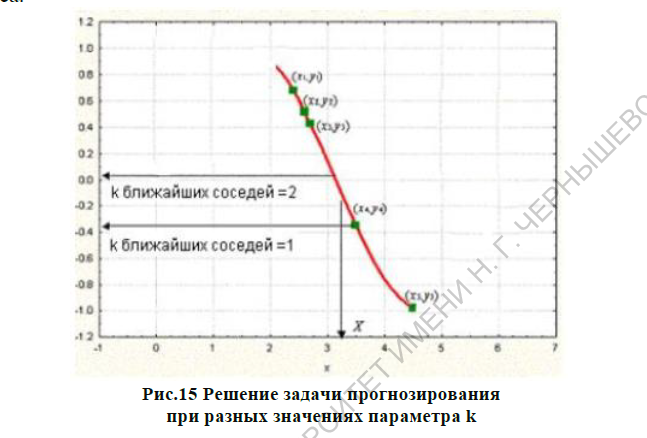 са.
1.2
1.0
0.8
0.6
0.4
0.2
0.0
-0.2
-0.4
-0.6
-0.8
-1.0
-1.2
(x₁,y₁)
(x₂,y₂)
(x₃,y₃)
k ближайших соседей =2
(x₄,y₄)
k ближайших соседей =1
(x₅,y₅)
X
-1 0 1 2 3 4 5 6 7
x
Рис.15 Решение задачи прогнозирования
при разных значениях параметра k
ИМЕНИ Н. Г. ЧЕРНЫШЕВО